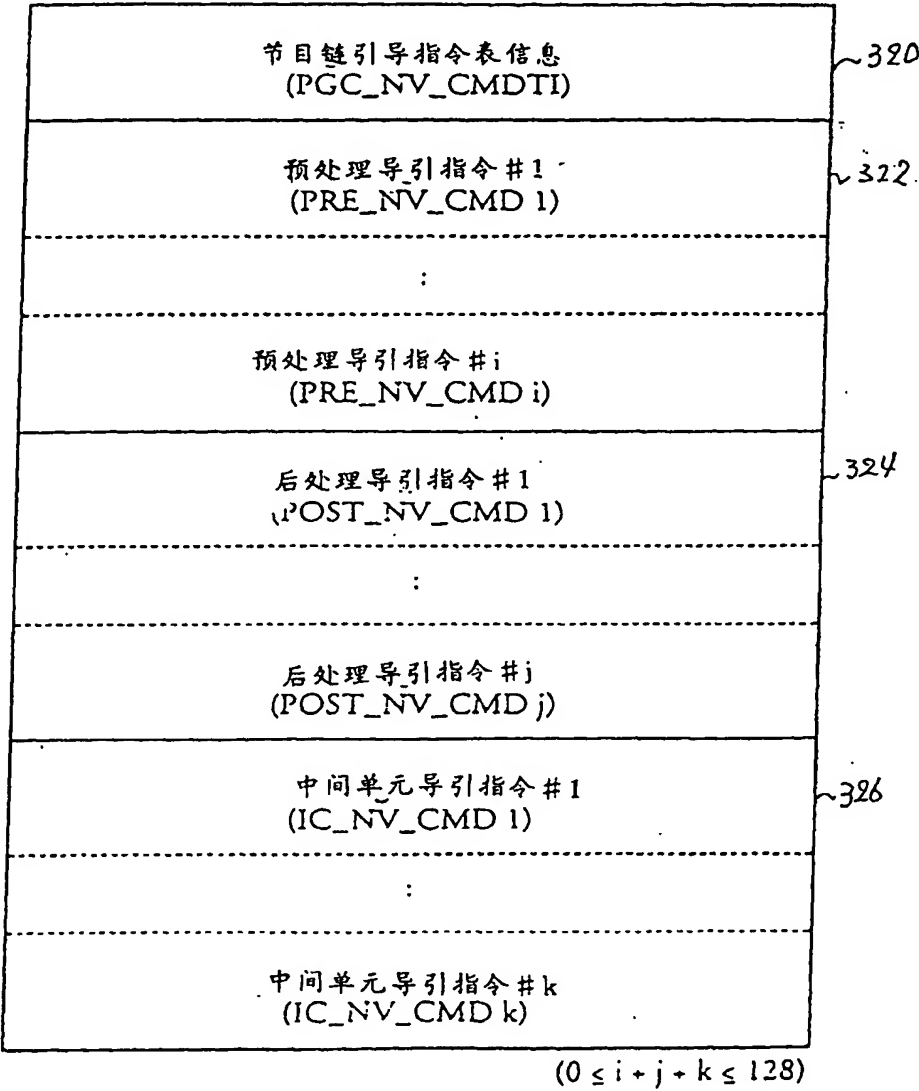 节目链引导指令表信息
(PGC_NV_CMDTI)
320
预处理导引指令#1
(PRE_NV_CMD 1)
322
:
预处理导引指令#i
(PRE_NV_CMD i)
后处理导引指令#1
(POST_NV_CMD 1)
324
:
后处理导引指令#j
(POST_NV_CMD j)
中间单元导引指令#1
(IC_NV_CMD 1)
326
:
中间单元导引指令#k
(IC_NV_CMD k)
(0 ≤ i + j + k ≤ 128)